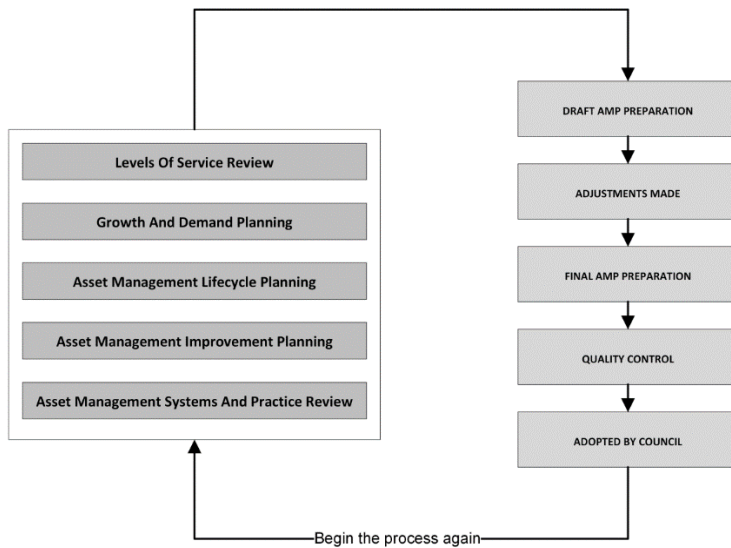 Levels Of Service Review
Growth And Demand Planning
Asset Management Lifecycle Planning
Asset Management Improvement Planning
Asset Management Systems And Practice Review
DRAFT AMP PREPARATION
ADJUSTMENTS MADE
FINAL AMP PREPARATION
QUALITY CONTROL
ADOPTED BY COUNCIL
Begin the process again